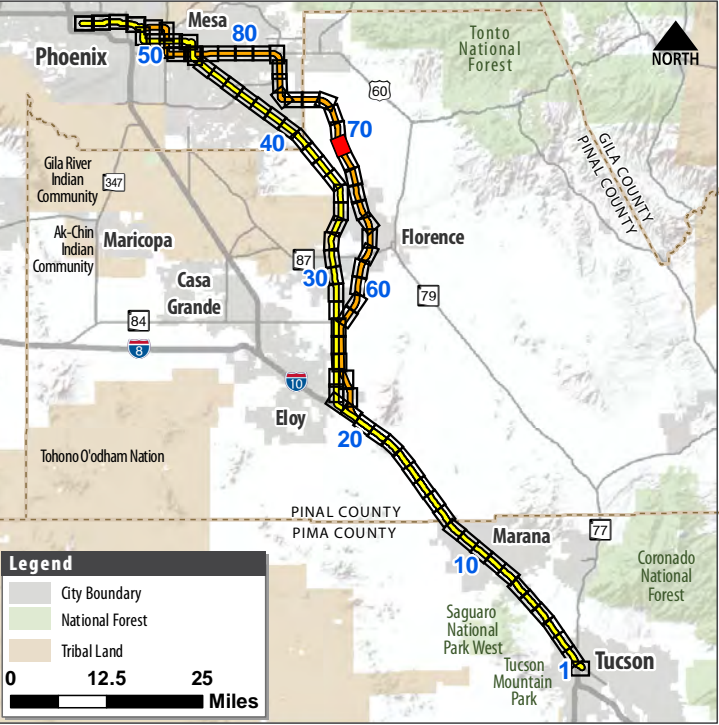 Mesa
80
Tonto
National
Forest
NORTH
Phoenix
50
60
70
40
GILA COUNTY
PINAL COUNTY
Gila River
Indian
Community
347
Ak-Chin
Indian
Community
Maricopa
Florence
87
30
Casa
Grande
60
79
84
8
10
Eloy
20
Tohono O'odham Nation
PINAL COUNTY
PIMA COUNTY
Marana
77
10
Coronado
National
Forest
Saguaro
National
Park West
Tucson
Mountain
Park
1
Tucson
Legend
City Boundary
National Forest
Tribal Land
0 12.5 25
Miles